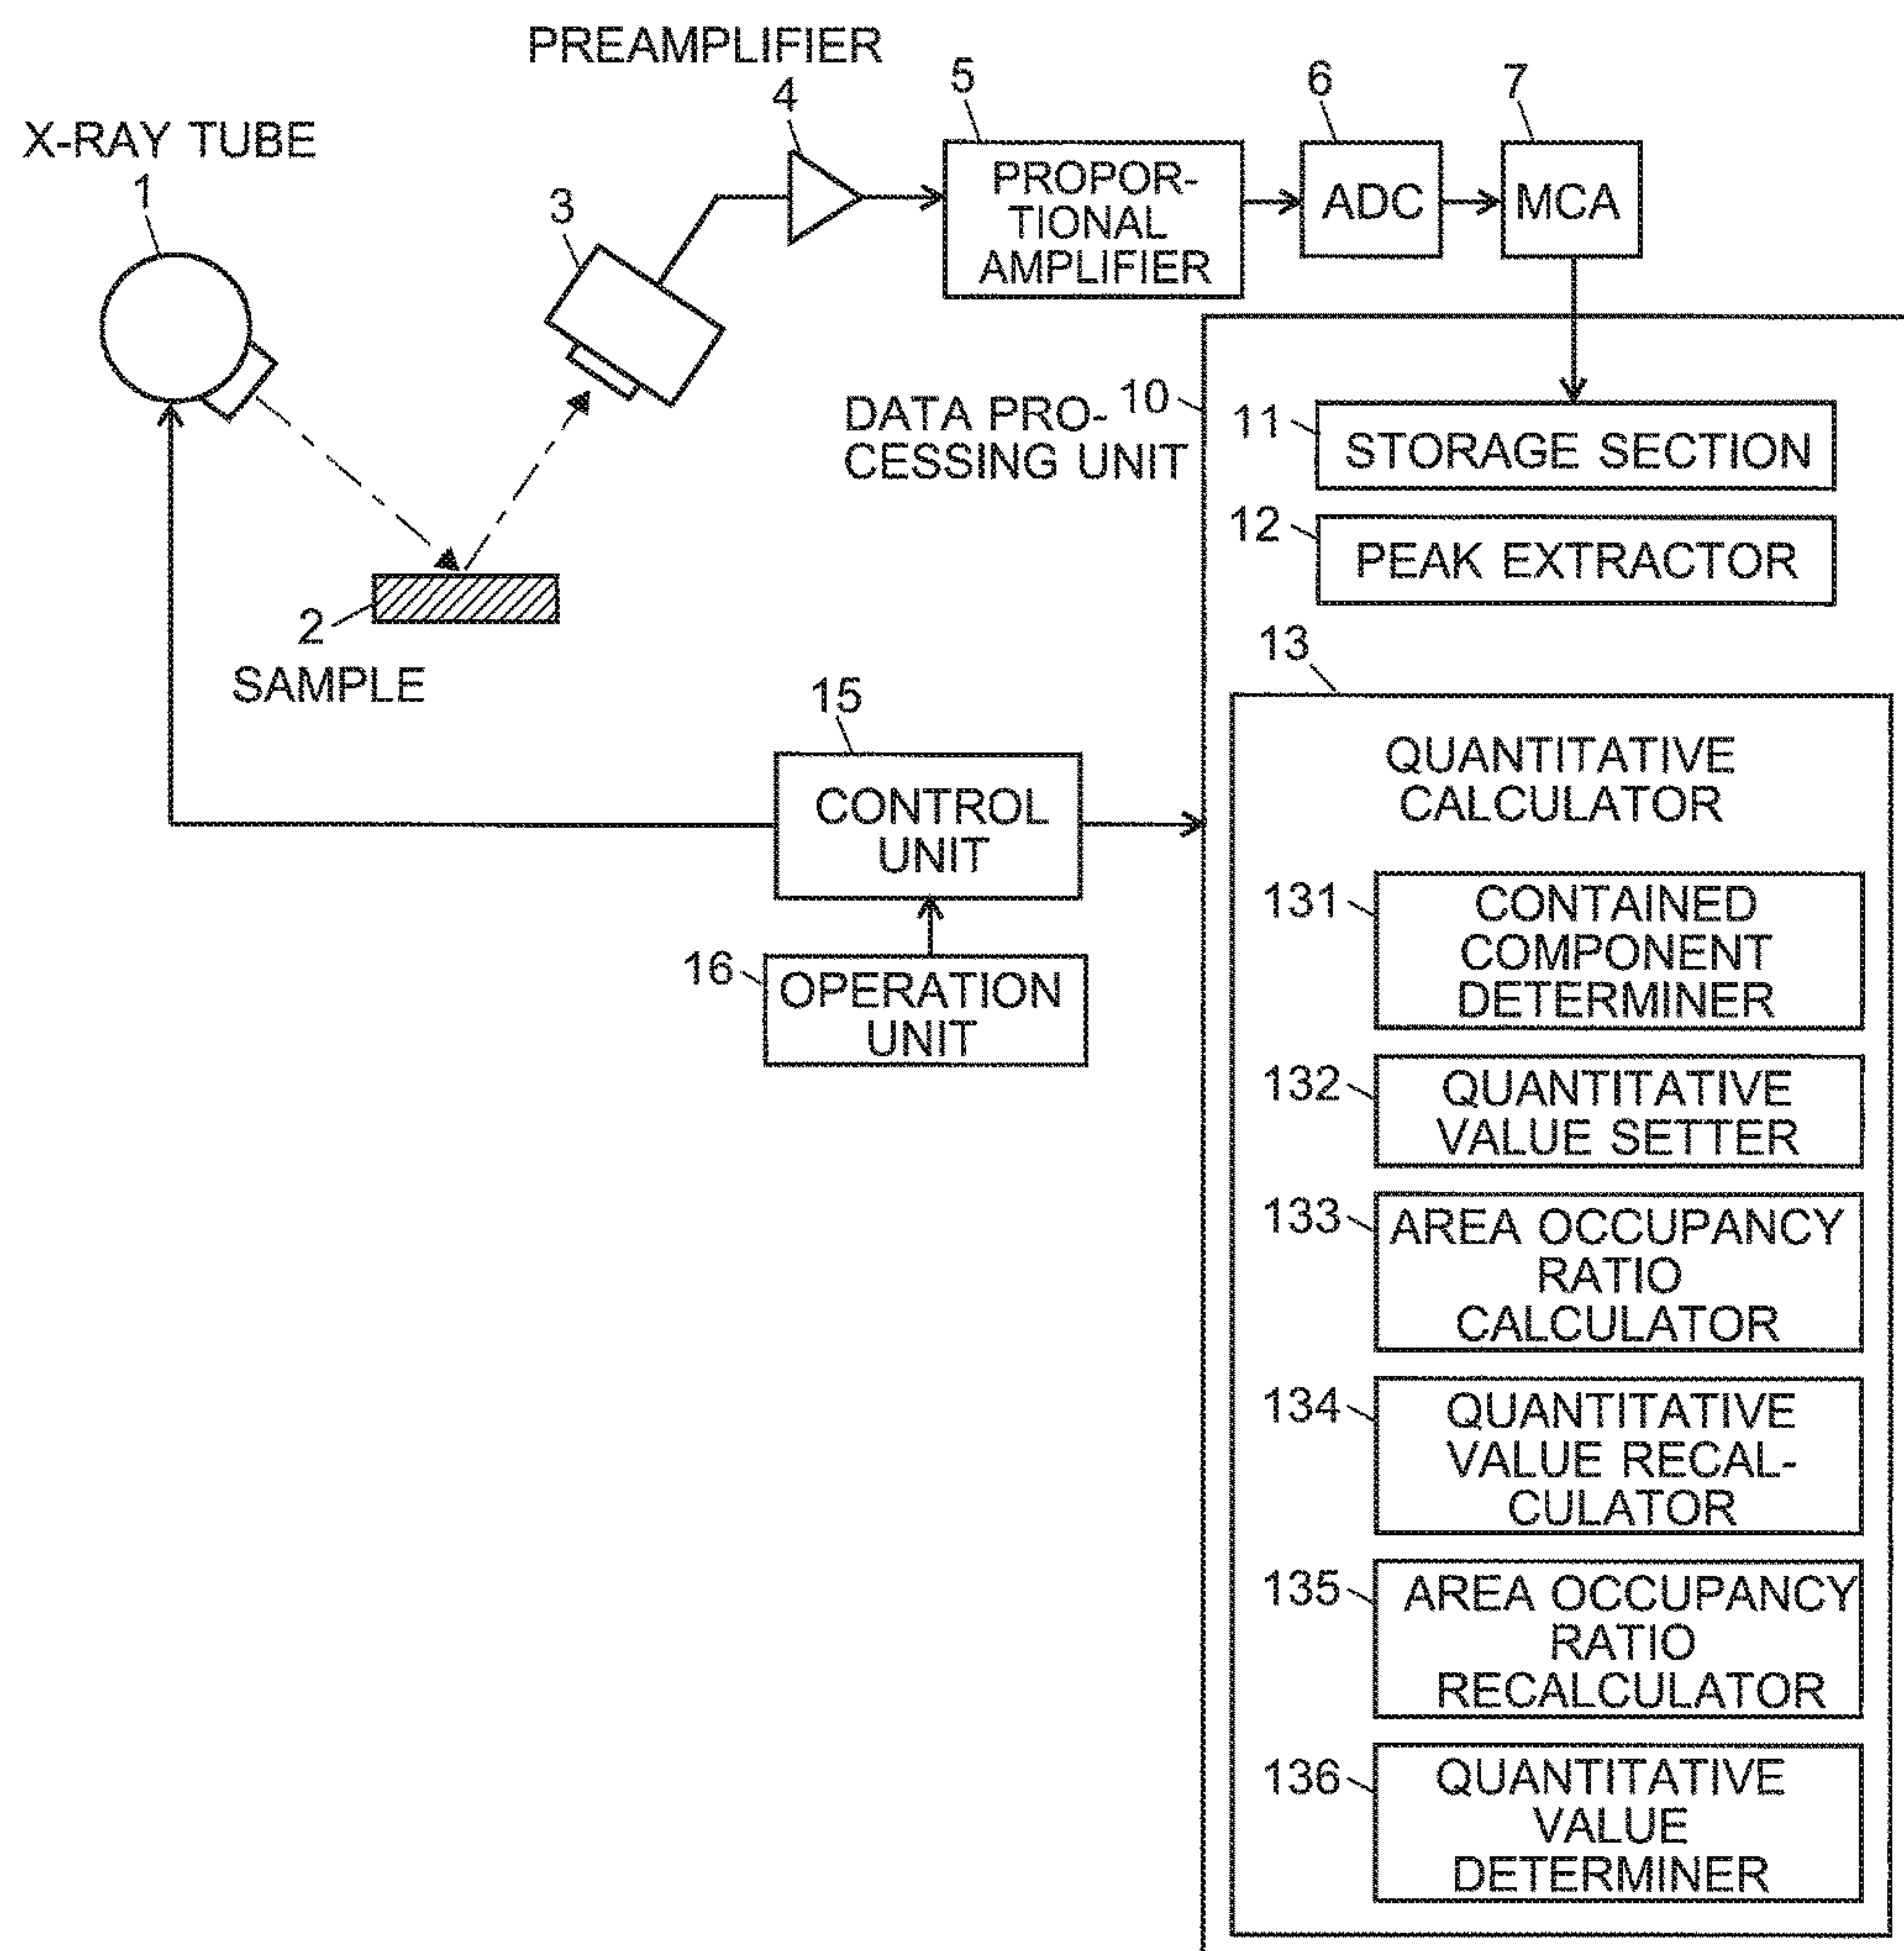 PREAMPLIFIER
4
5
6
7
X-RAY TUBE
1
3
PROPOR-
TIONAL
AMPLIFIER
ADC
MCA
DATA PRO-
CESSING UNIT
10
11
STORAGE SECTION
12
PEAK EXTRACTOR
2
SAMPLE
13
QUANTITATIVE
CALCULATOR
15
CONTROL
UNIT
16
OPERATION
UNIT
131
CONTAINED
COMPONENT
DETERMINER
132
QUANTITATIVE
VALUE SETTER
133
AREA OCCUPANCY
RATIO
CALCULATOR
134
QUANTITATIVE
VALUE RECAL-
CULATOR
135
AREA OCCUPANCY
RATIO
RECALCULATOR
136
QUANTITATIVE
VALUE
DETERMINER